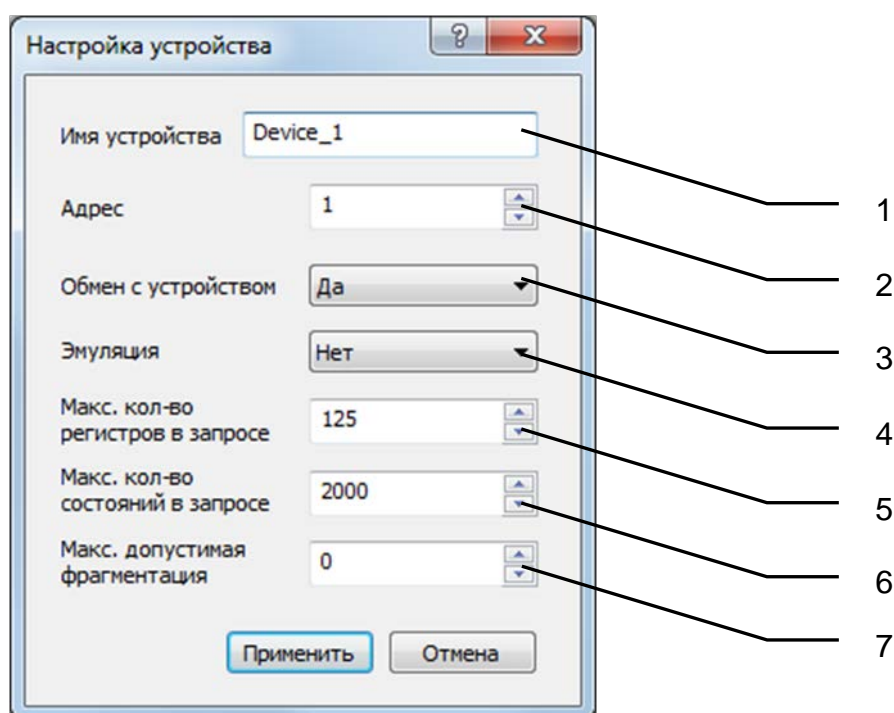 Настройка устройства
?
X
Имя устройства Device_1
1
Адрес 1
2
Обмен с устройством Да
3
Эмуляция Нет
4
Макс. кол-во
регистров в запросе 125
5
Макс. кол-во
состояний в запросе 2000
6
Макс. допустимая
фрагментация 0
7
Применить Отмена